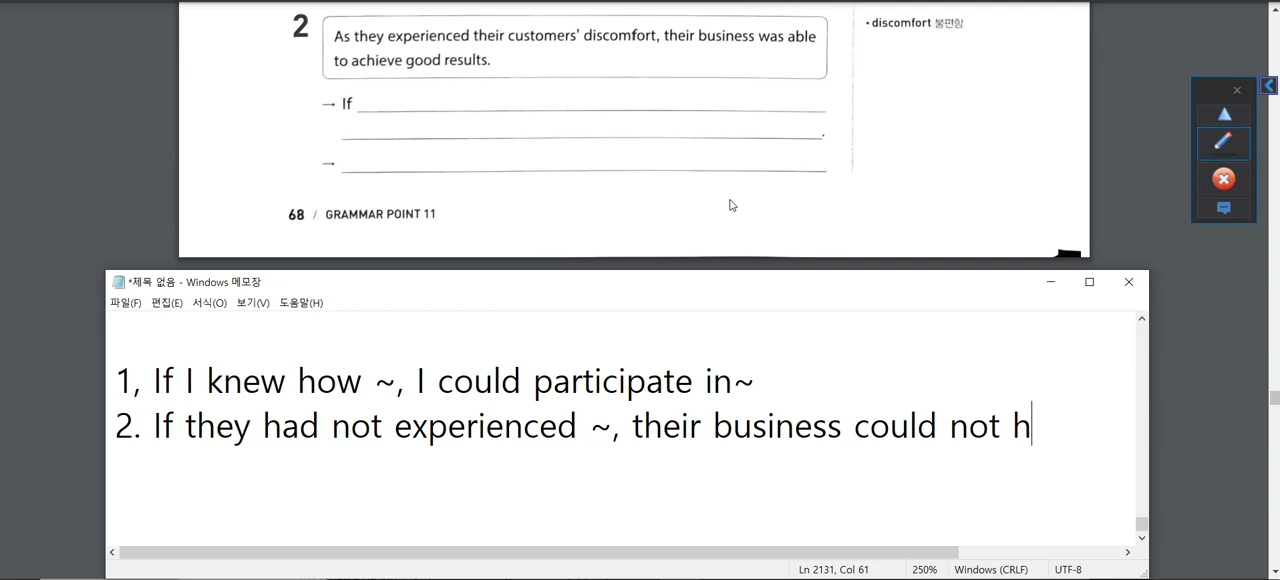 2
As they experienced their customers' discomfort, their business was able
to achieve good results.
• discomfort 불편함
→ If
.
→
68 / GRAMMAR POINT 11
*제목 없음 - Windows 메모장
파일(F) 편집(E) 서식(O) 보기(V) 도움말(H)
1, If I knew how ~, I could participate in~
2. If they had not experienced ~, their business could not h
Ln 2131, Col 61 250% Windows (CRLF) UTF-8